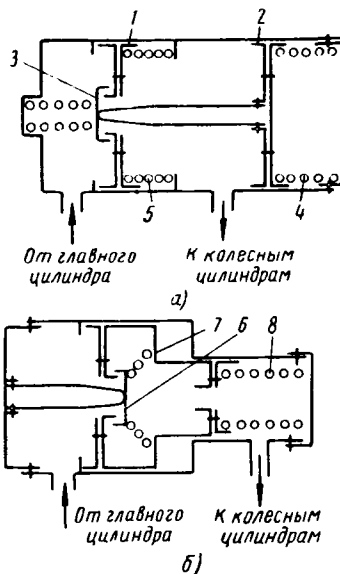 1
2
3
5
4
От главного
цилиндра
К колесным
цилиндрам
а)
7
6
8
От главного
цилиндра
К колесным
цилиндрам
б)